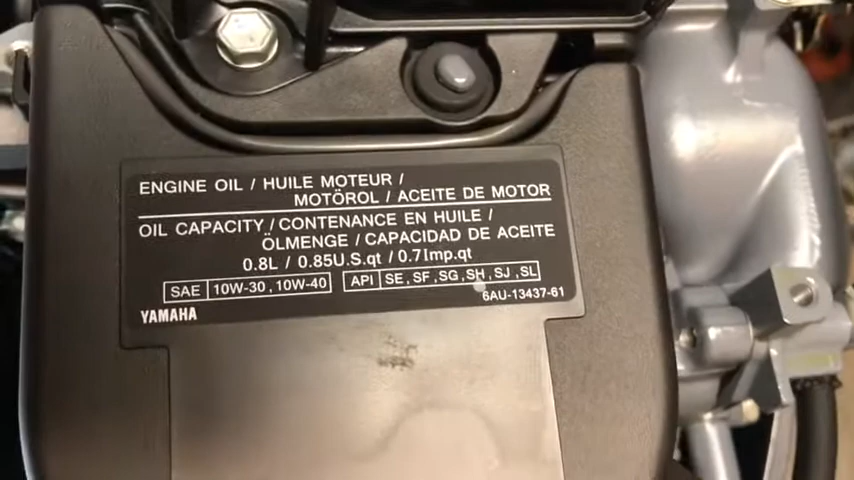 ENGINE OIL / HUILE MOTEUR /
MOTÖROL / ACEITE DE MOTOR
OIL CAPACITY/CONTENANCE EN HUILE /
ÖLMENGE/CAPACIDAD DE ACEITE
0.8L / 0.85U.S.qt / 0.7Imp.qt
SAE 10W-30, 10W-40 API SE, SF, SG, SH, SJ, SL
6AU-13437-61
YAMAHA